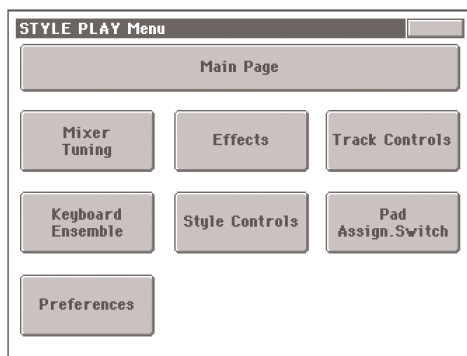 STYLE PLAY Menu
Main Page
Mixer
Tuning
Effects
Track Controls
Keyboard
Ensemble
Style Controls
Pad
Assign.Switch
Preferences